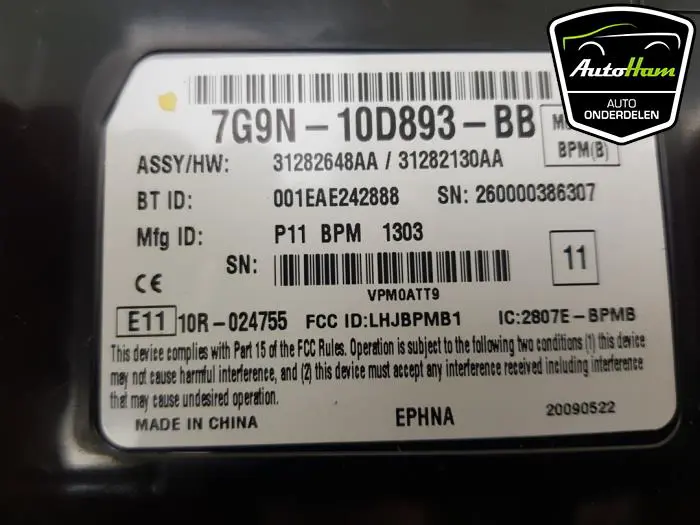 AutoHam
AUTO
ONDERDELEN
7G9N-10D893-BB
BPM(B)
ASSY/HW: 31282648AA / 31282130AA
BT ID: 001EAE242888 SN: 260000386307
Mfg ID: P11 BPM 1303
SN:
VPM0ATT9
11
CE
E11 10R-024755 FCC ID:LHJBPMB1 IC:2807E-BPMB
This device complies with Part 15 of the FCC Rules. Operation is subject to the following two conditions (1) this device
may not cause harmful interference, and (2) this device must accept any interference received including interference
that may cause undesired operation.
MADE IN CHINA EPHNA 20090522